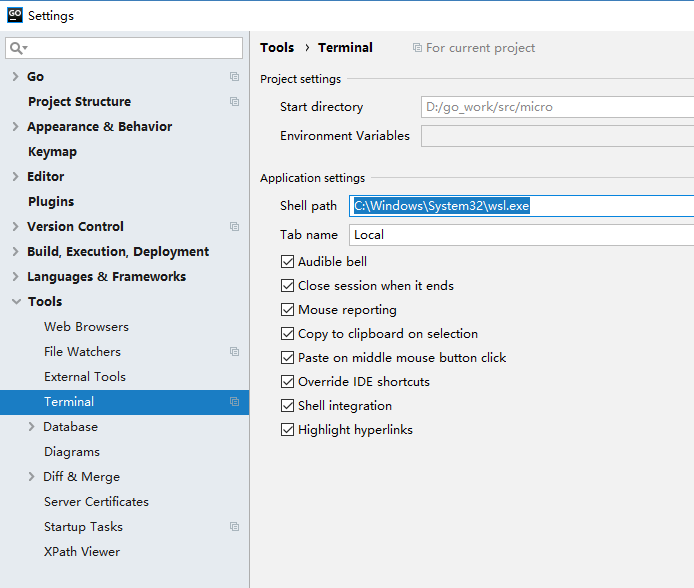 GO Settings
Go
Project Structure
Appearance & Behavior
Keymap
Editor
Plugins
Version Control
Build, Execution, Deployment
Languages & Frameworks
Tools
Web Browsers
File Watchers
External Tools
Terminal
Database
Diagrams
Diff & Merge
Server Certificates
Startup Tasks
XPath Viewer
Tools › Terminal For current project
Project settings
Start directory D:/go_work/src/micro
Environment Variables
Application settings
Shell path C:\Windows\System32\wsl.exe
Tab name Local
Audible bell
Close session when it ends
Mouse reporting
Copy to clipboard on selection
Paste on middle mouse button click
Override IDE shortcuts
Shell integration
Highlight hyperlinks